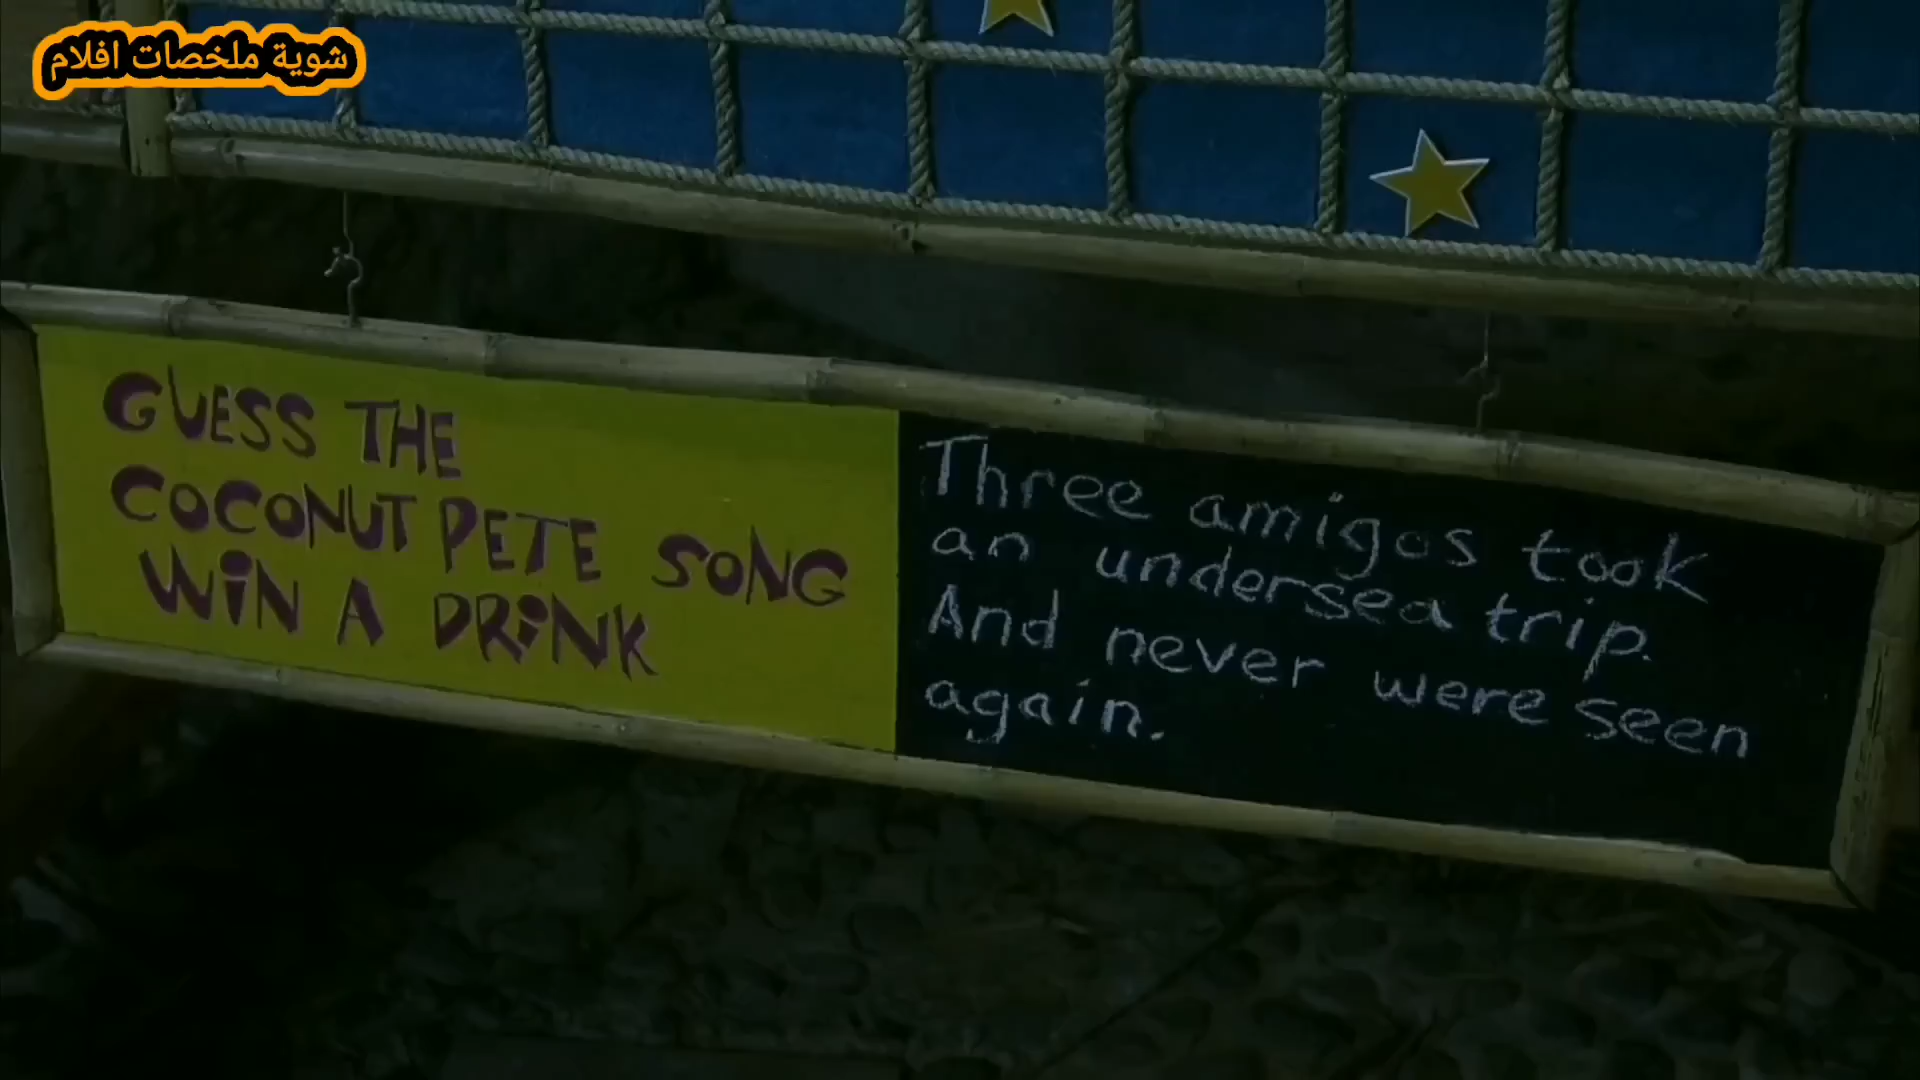 شوية ملخصات افلام
GUESS THE
COCONUT PETE SONG
WIN A DRINK
Three amigos took
an undersea trip.
And never were seen
again.